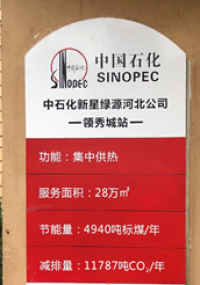 中国石化
SINOPEC
SINOPEC
中石化新星绿源河北公司
—领秀城站—
功能：集中供热
服务面积：28万㎡
节能量：4940吨标煤/年
减排量：11787吨CO₂/年